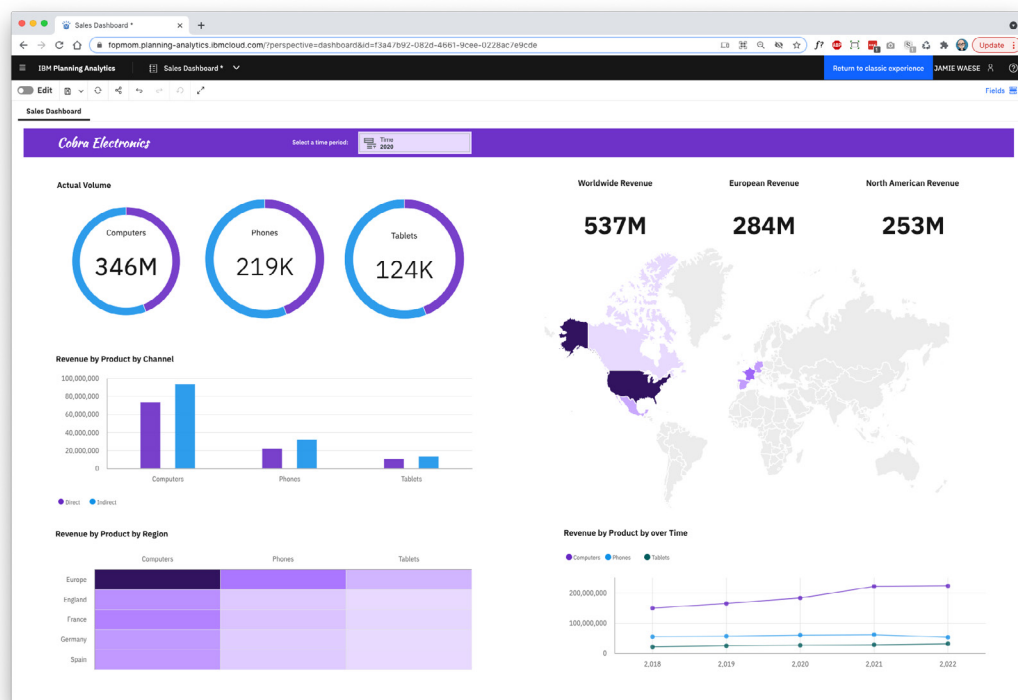 Sales Dashboard *
fopmom.planning-analytics.ibmcloud.com/?perspective=dashboard&id=f3a47b92-082d-4661-9cee-0228ac7e9cde
Update
IBM Planning Analytics
Sales Dashboard *
Return to classic experience
JAMIE WAESE
Edit
Fields
Sales Dashboard
Cobra Electronics
Select a time period:
Time
2020
Actual Volume
Computers
346M
Phones
219K
Tablets
124K
Worldwide Revenue
537M
European Revenue
284M
North American Revenue
253M
Revenue by Product by Channel
100,000,000
80,000,000
60,000,000
40,000,000
20,000,000
0
Computers Phones Tablets
Direct Indirect
Revenue by Product by Region
Computers Phones Tablets
Europe
England
France
Germany
Spain
Revenue by Product by over Time
Computers Phones Tablets
200,000,000
100,000,000
0
2,018 2,019 2,020 2,021 2,022